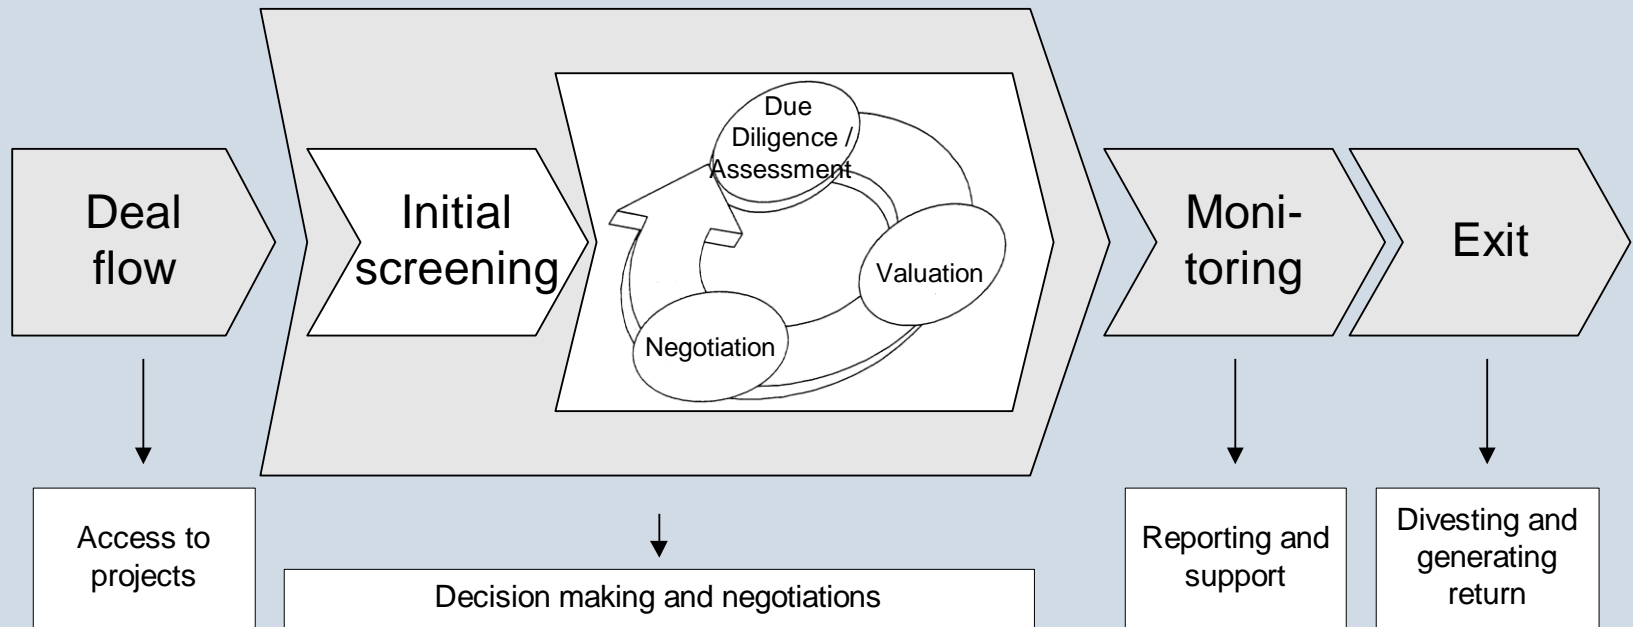 Deal
flow
Initial
screening
Due
Diligence /
Assessment
Valuation
Negotiation
Moni-
toring
Exit
Access to
projects
Decision making and negotiations
Reporting and
support
Divesting and
generating
return